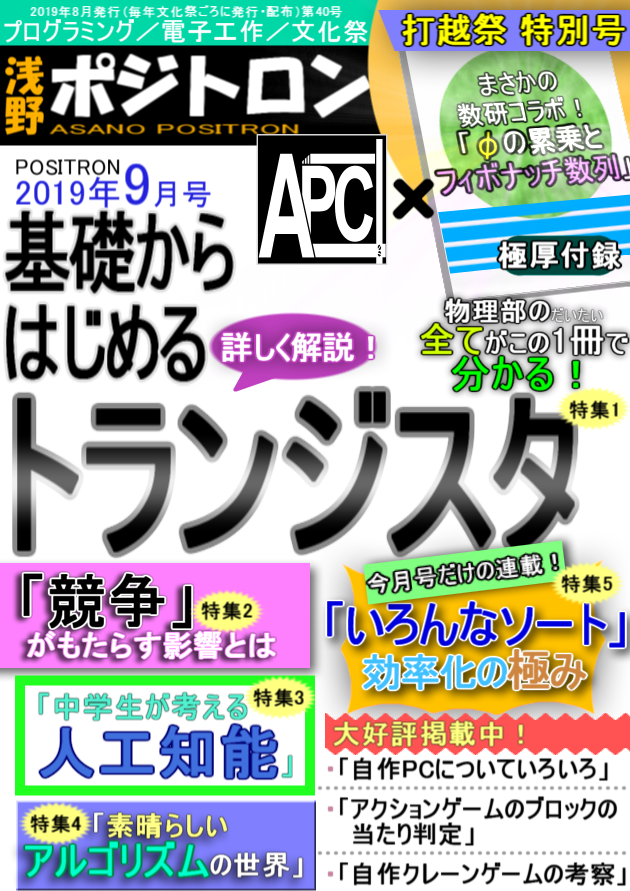 2019年8月発行(毎年文化祭ごろに発行・配布)第40号
プログラミング／電子工作／文化祭
浅野 ポジトロン
ASANO POSITRON
打越祭 特別号
まさかの
数研コラボ！
「φの累乗と
フィボナッチ数列」
極厚付録
POSITRON
2019年9月号
APC!
×
基礎から
はじめる
詳しく解説！
物理部のだいたい
全てがこの1冊で
分かる！
トランジスタ
特集1
「競争」
特集2
がもたらす影響とは
今月号だけの連載！
特集5
「いろんなソート」
効率化の極み
「中学生が考える
特集3
人工知能」
特集4
「素晴らしい
アルゴリズムの世界」
大好評掲載中！
・「自作PCについていろいろ」
・「アクションゲームのブロックの
当たり判定」
・「自作クレーンゲームの考察」